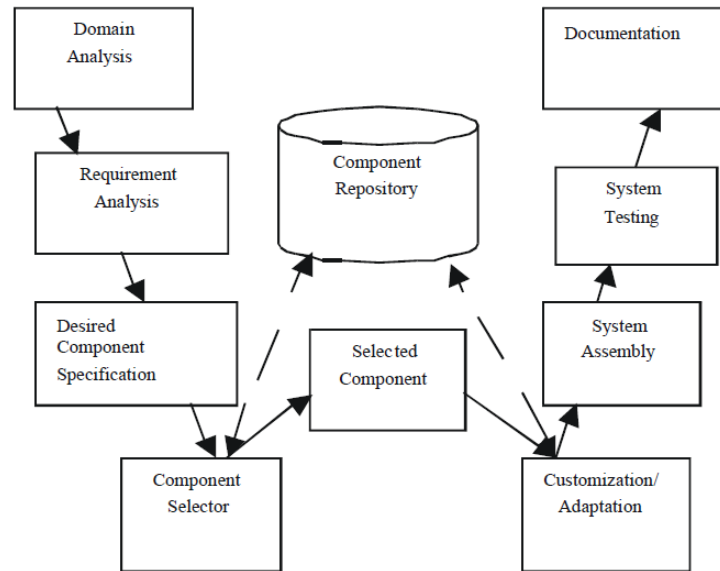 Domain
Analysis
Documentation
Component
Repository
Requirement
Analysis
System
Testing
Desired
Component
Specification
Selected
Component
System
Assembly
Component
Selector
Customization/
Adaptation